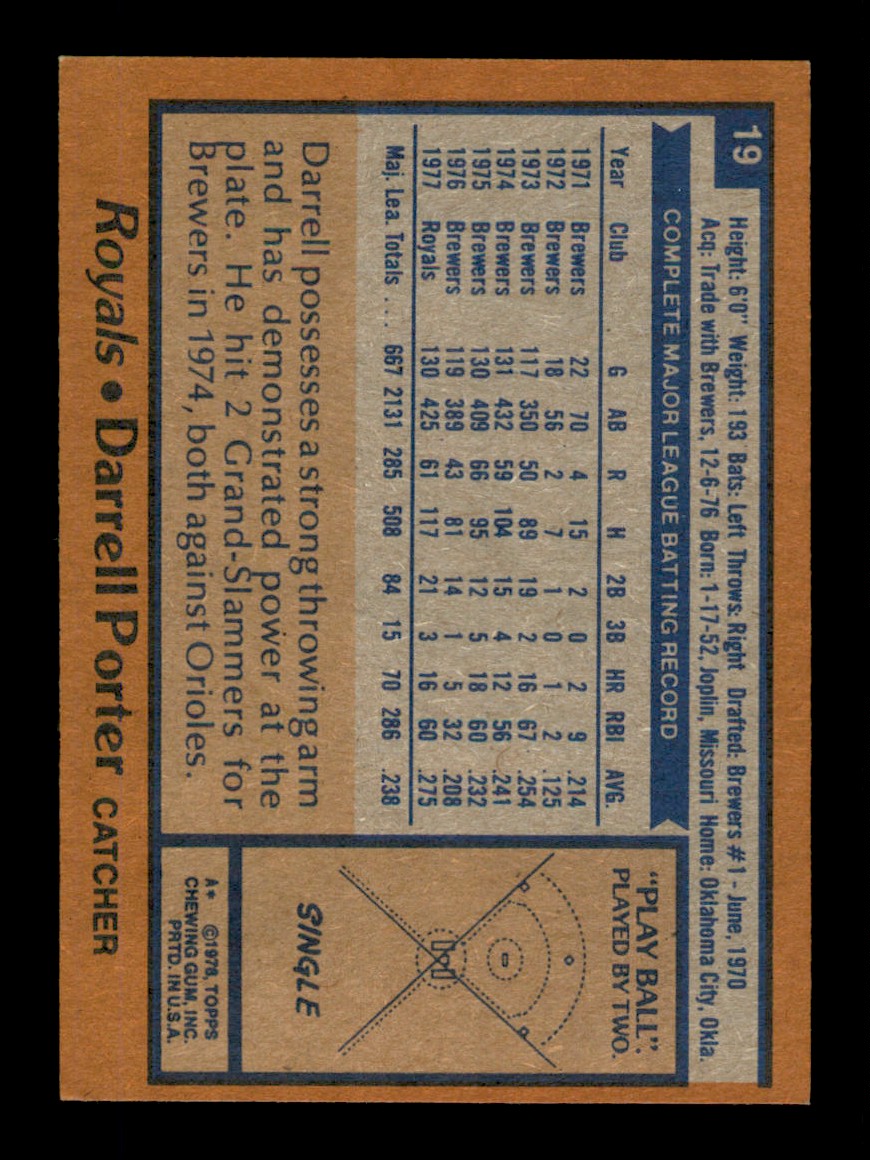 19
Height: 6'0" Weight: 193 Bats: Left Throws: Right Drafted: Brewers #1 - June, 1970
Acq: Trade with Brewers, 12-6-76 Born: 1-17-52, Joplin, Missouri Home: Oklahoma City, Okla.
COMPLETE MAJOR LEAGUE BATTING RECORD
Year Club G AB R H 2B 3B HR RBI AVG.
1971 Brewers 22 70 4 15 2 0 2 9 .214
1972 Brewers 18 56 2 7 1 0 1 2 .125
1973 Brewers 117 350 50 89 19 2 16 67 .254
1974 Brewers 131 432 59 104 15 4 12 56 .241
1975 Brewers 130 409 66 95 12 5 18 60 .232
1976 Brewers 119 389 43 81 14 1 5 32 .208
1977 Royals 130 425 61 117 21 3 16 60 .275
Maj. Lea. Totals . . . 667 2131 285 508 84 15 70 286 .238
Darrell possesses a strong throwing arm
and has demonstrated power at the
plate. He hit 2 Grand-Slammers for
Brewers in 1974, both against Orioles.
"PLAY BALL".
PLAYED BY TWO.
SINGLE
A* ©1978, TOPPS
CHEWING GUM, INC.
PRTD. IN U.S.A.
Royals • Darrell Porter CATCHER